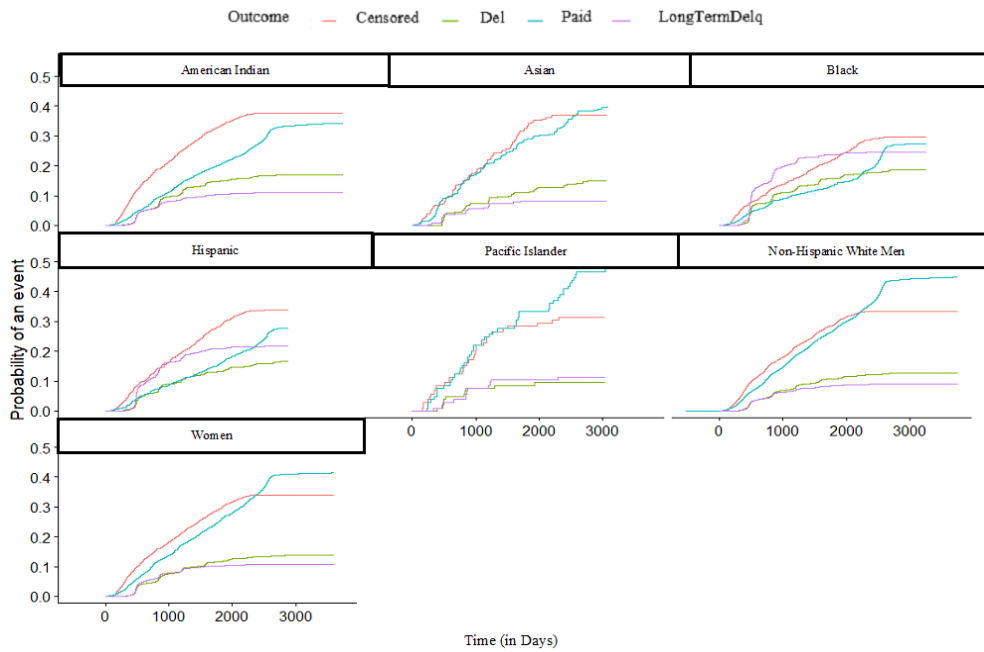 Outcome Censored Del Paid LongTermDelq
American Indian Asian Black
0.5
0.4
0.3
0.2
0.1
0.0
Hispanic Pacific Islander Non-Hispanic White Men
0.5
0.4
0.3
0.2
0.1
0.0
0 1000 2000 3000 0 1000 2000 3000
Women
0.5
0.4
0.3
0.2
0.1
0.0
0 1000 2000 3000
Probability of an event
Time (in Days)